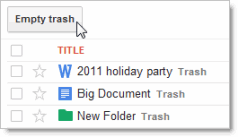 Empty trash
TITLE
W 2011 holiday party Trash
Big Document Trash
New Folder Trash